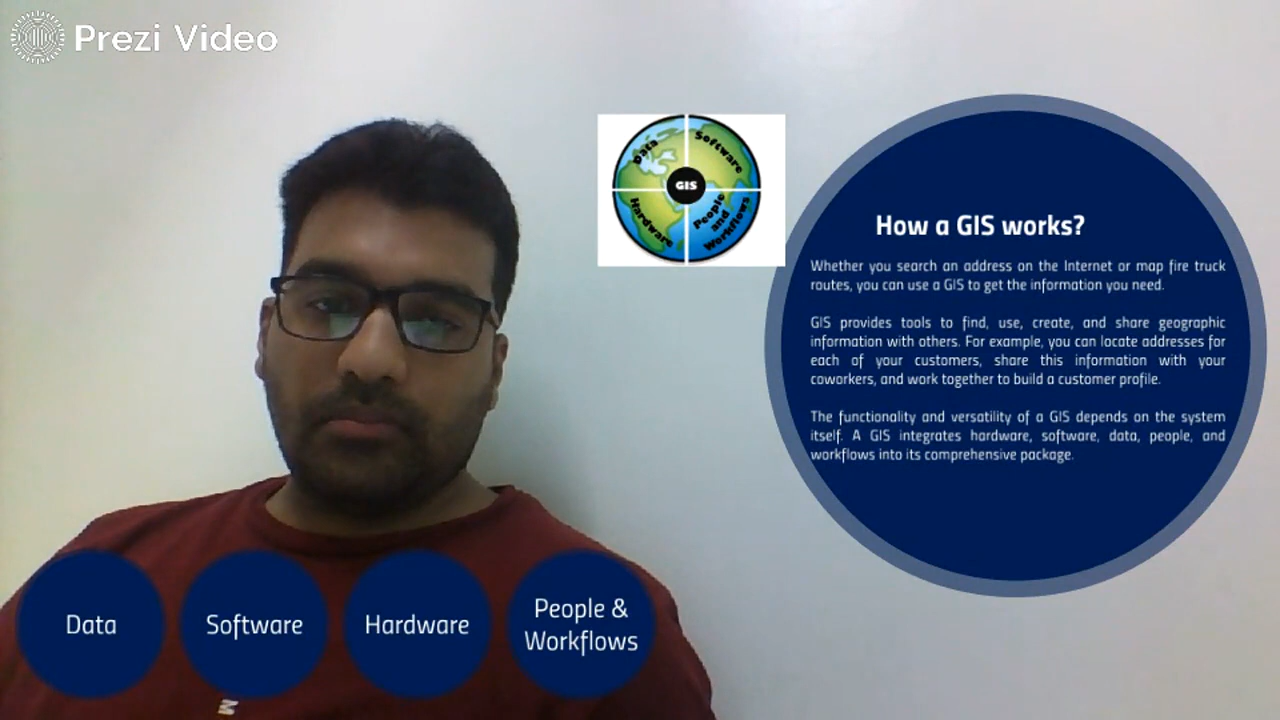 Prezi Video
Data
Software
GIS
Hardware
People
and
Workflows
How a GIS works?
Whether you search an address on the Internet or map fire truck
routes, you can use a GIS to get the information you need.
GIS provides tools to find, use, create, and share geographic
information with others. For example, you can locate addresses for
each of your customers, share this information with your
coworkers, and work together to build a customer profile.
The functionality and versatility of a GIS depends on the system
itself. A GIS integrates hardware, software, data, people, and
workflows into its comprehensive package.
Data
Software
Hardware
People &
Workflows